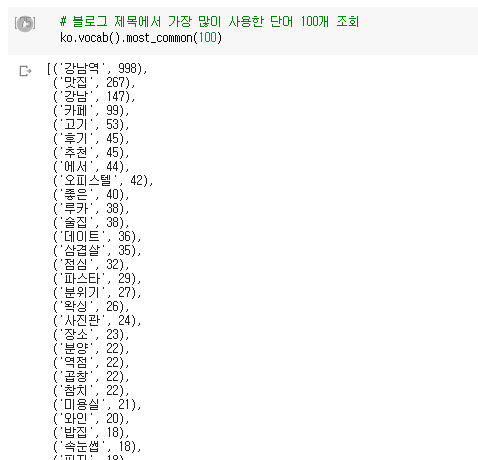 # 블로그 제목에서 가장 많이 사용한 단어 100개 조회
ko.vocab().most_common(100)
[('강남역', 998),
('맛집', 267),
('강남', 147),
('카페', 99),
('고기', 53),
('후기', 45),
('추천', 45),
('에서', 44),
('오피스텔', 42),
('좋은', 40),
('루카', 38),
('술집', 38),
('데이트', 36),
('삼겹살', 35),
('점심', 32),
('파스타', 29),
('분위기', 27),
('왁싱', 26),
('사진관', 24),
('장소', 23),
('분양', 22),
('역점', 22),
('곱창', 22),
('참치', 22),
('미용실', 21),
('와인', 20),
('밥집', 18),
('속눈썹', 18),